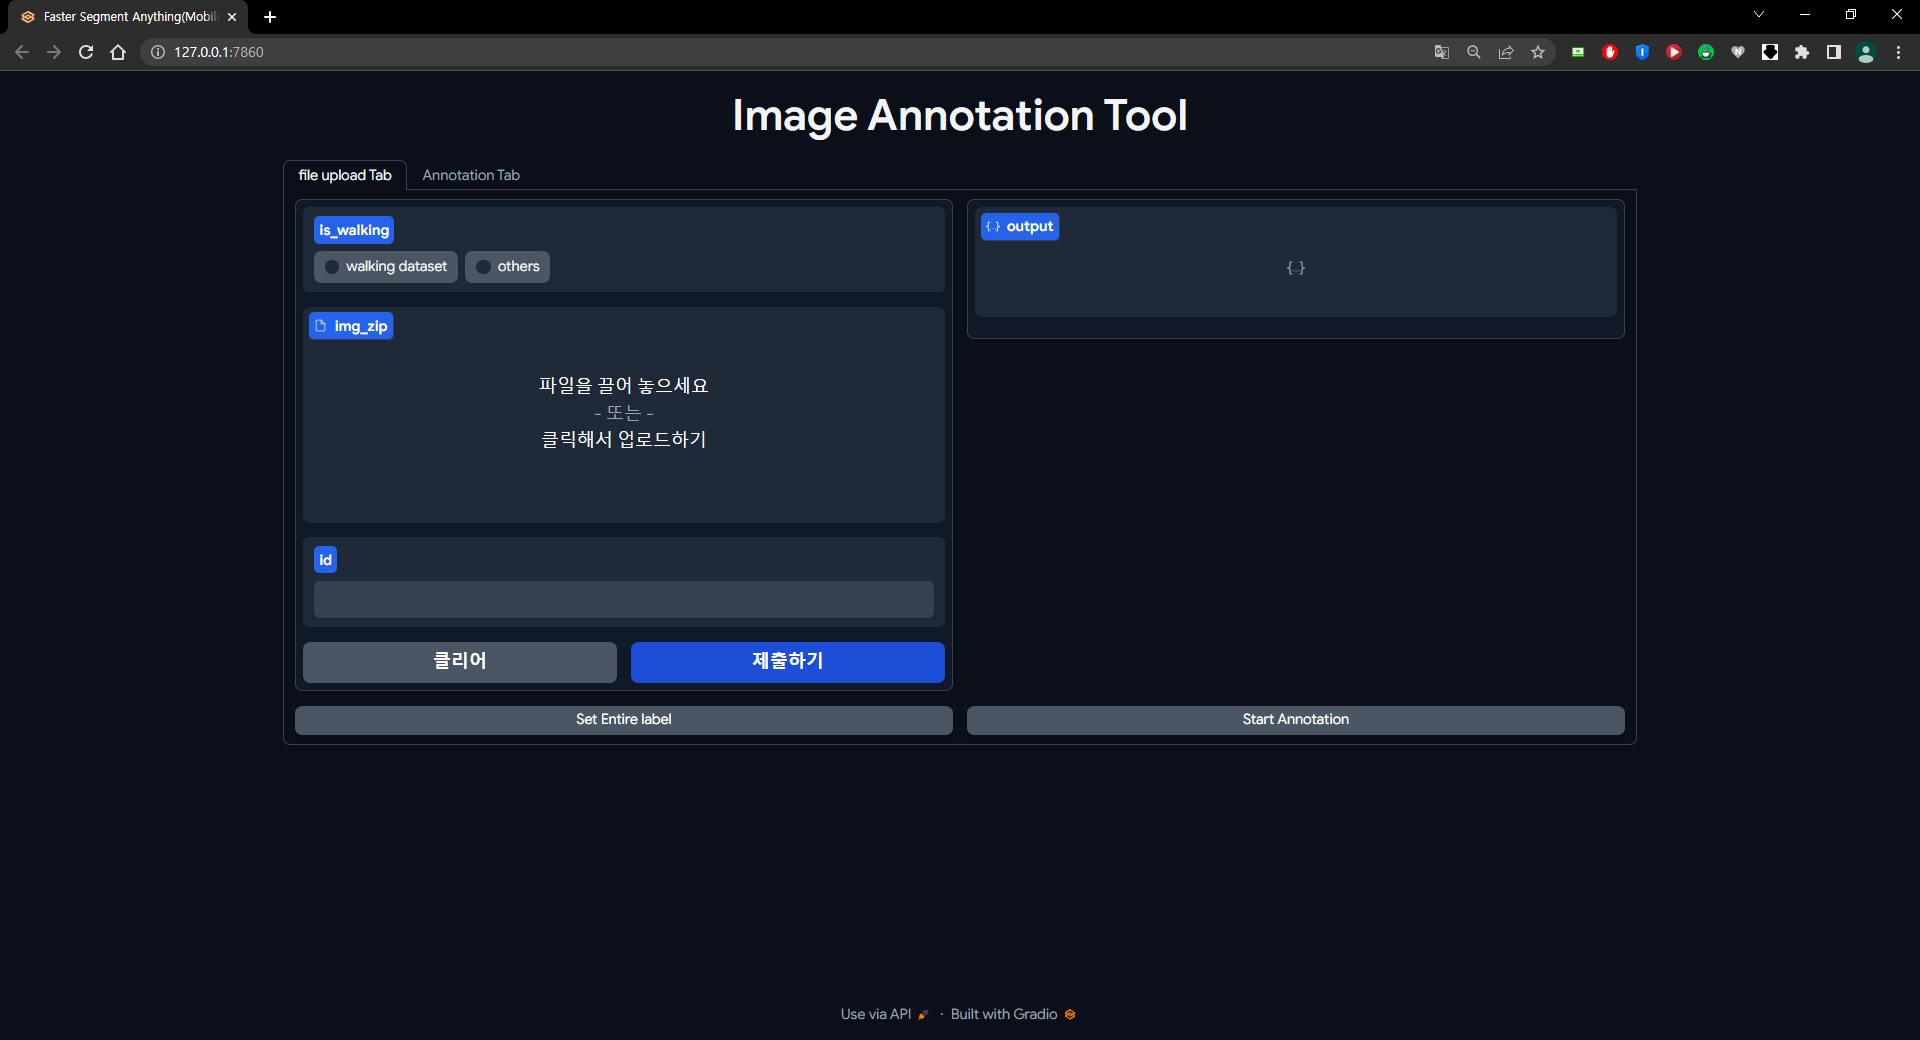 Faster Segment Anything(Mobil
127.0.0.1:7860
Image Annotation Tool
file upload Tab
Annotation Tab
is_walking
walking dataset
others
img_zip
파일을 끌어 놓으세요
- 또는 -
클릭해서 업로드하기
id
클리어
제출하기
{} output
{..}
Set Entire label
Start Annotation
Use via API · Built with Gradio